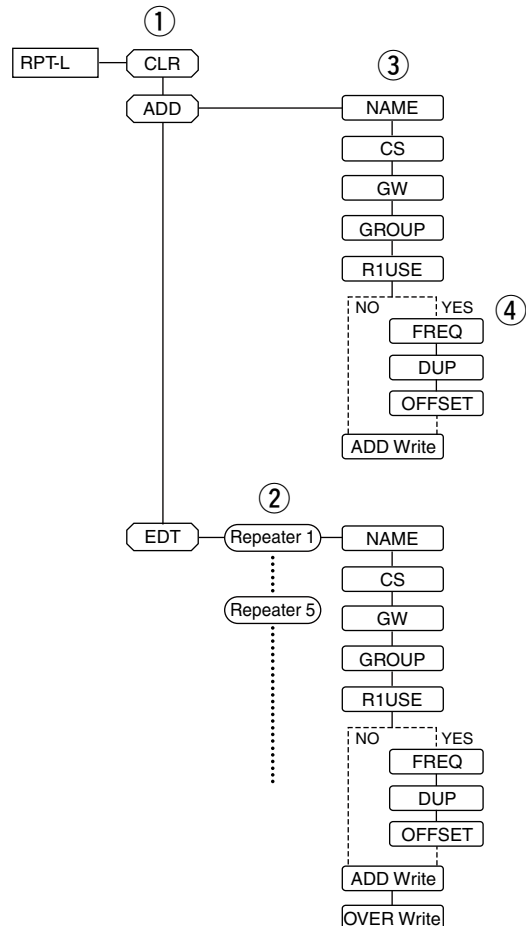 ①
RPT-L CLR
③
ADD NAME
CS
GW
GROUP
R1USE
NO YES ④
FREQ
DUP
OFFSET
ADD Write
②
EDT Repeater 1 NAME
CS
Repeater 5 GW
GROUP
R1USE
NO YES
FREQ
DUP
OFFSET
ADD Write
OVER Write